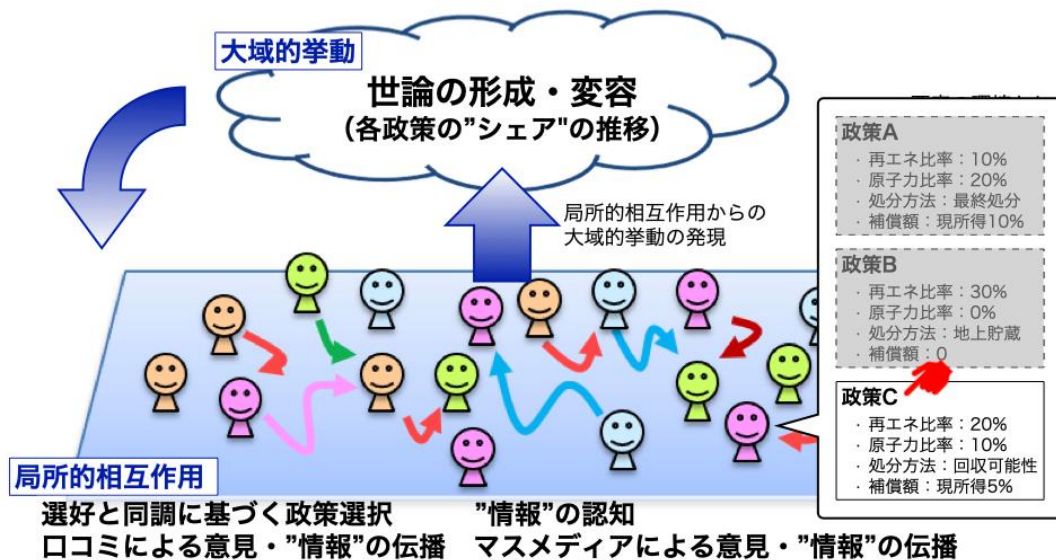 大域的挙動
世論の形成・変容
（各政策の”シェア"の推移）
局所的相互作用からの
大域的挙動の発現
政策A
・再エネ比率：10%
・原子力比率：20%
・処分方法：最終処分
・補償額：現所得10%
政策B
・再エネ比率：30%
・原子力比率：0%
・処分方法：地上貯蔵
・補償額：0
政策C
・再エネ比率：20%
・原子力比率：10%
・処分方法：回収可能性
・補償額：現所得5%
局所的相互作用
選好と同調に基づく政策選択
口コミによる意見・”情報”の伝播
”情報”の認知
マスメディアによる意見・”情報”の伝播